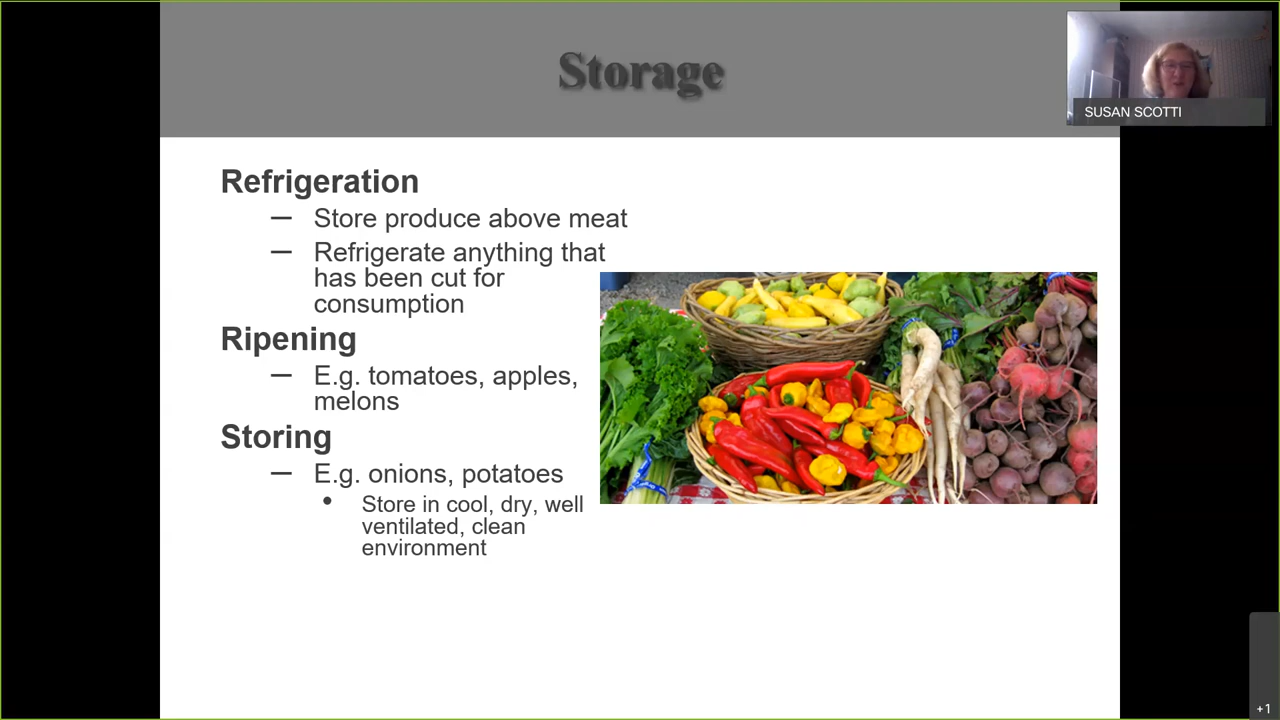 Storage
SUSAN SCOTTI
Refrigeration
— Store produce above meat
— Refrigerate anything that
has been cut for
consumption
Ripening
— E.g. tomatoes, apples,
melons
Storing
— E.g. onions, potatoes
• Store in cool, dry, well
ventilated, clean
environment
+1